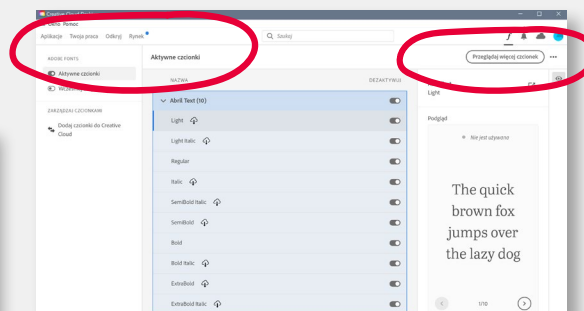 Creative Cloud Desktop
Okno Pomoc
Aplikacje Twoja praca Odkryj Rynek
Szukaj
ADOBE FONTS
Aktywne czcionki
ZARZĄDZAJ CZCIONKAMI
Dodaj czcionki do Creative
Cloud
Aktywne czcionki
Przeglądaj więcej czcionek
NAZWA DEZAKTYWUJ
Abril Text (10)
Light
Light Italic
Regular
Italic
SemiBold Italic
SemiBold
Bold
Bold Italic
ExtraBold
ExtraBold Italic
Light
Podgląd
Nie jest używana
The quick
brown fox
jumps over
the lazy dog
1/10